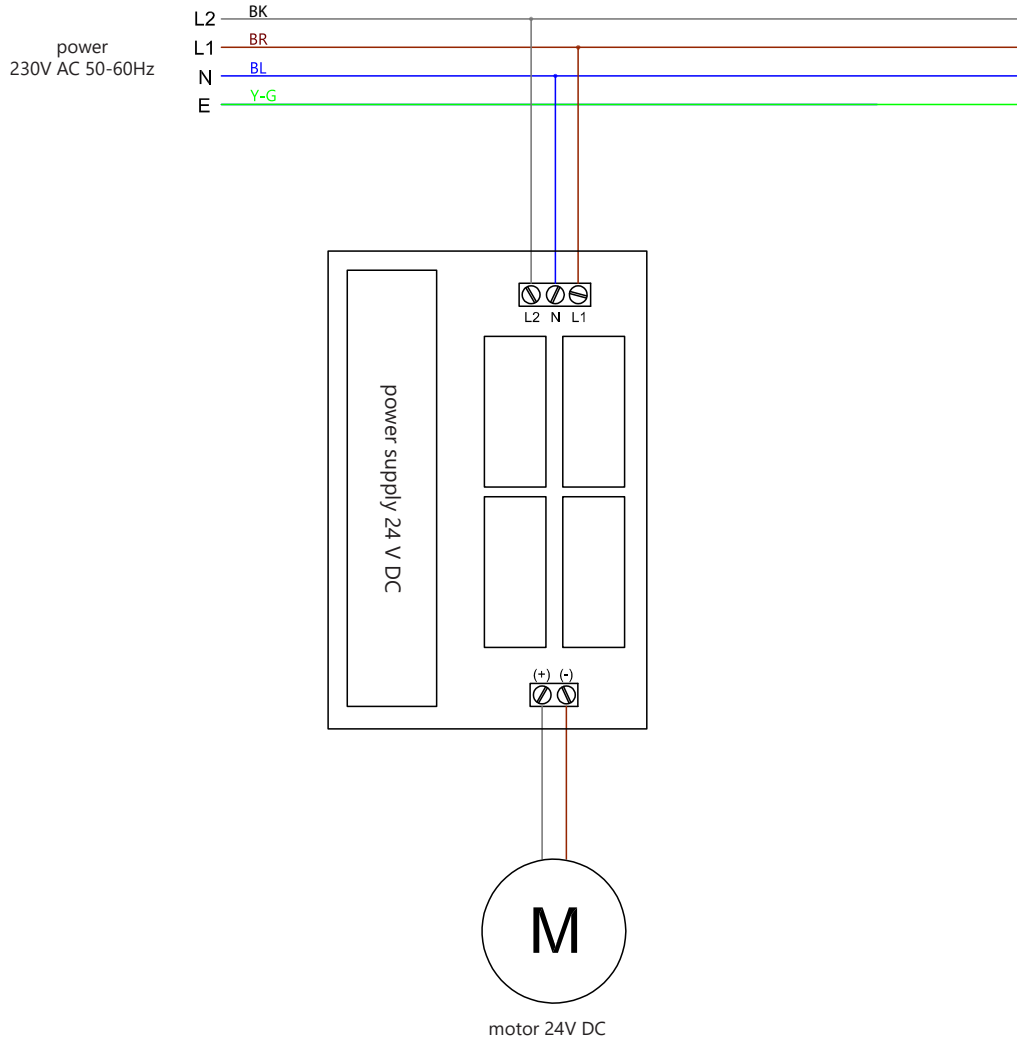 L2 BK
L1 BR
power
230V AC 50-60Hz
N BL
E Y-G
L2 N L1
power supply 24 V DC
(+) (-)
M
motor 24V DC